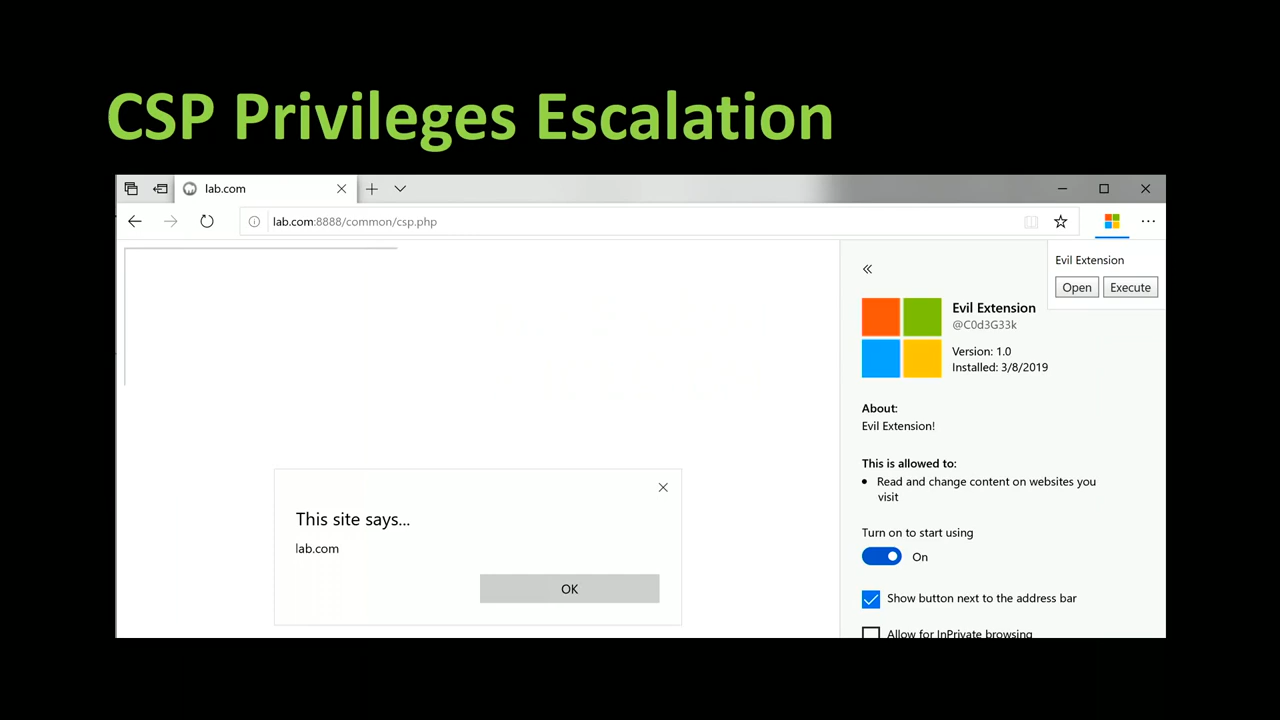 CSP Privileges Escalation
lab.com
lab.com:8888/common/csp.php
Evil Extension
Open Execute
Evil Extension
@C0d3G33k
Version: 1.0
Installed: 3/8/2019
About:
Evil Extension!
This is allowed to:
Read and change content on websites you
visit
Turn on to start using
On
Show button next to the address bar
Allow for InPrivate browsing
This site says...
lab.com
OK